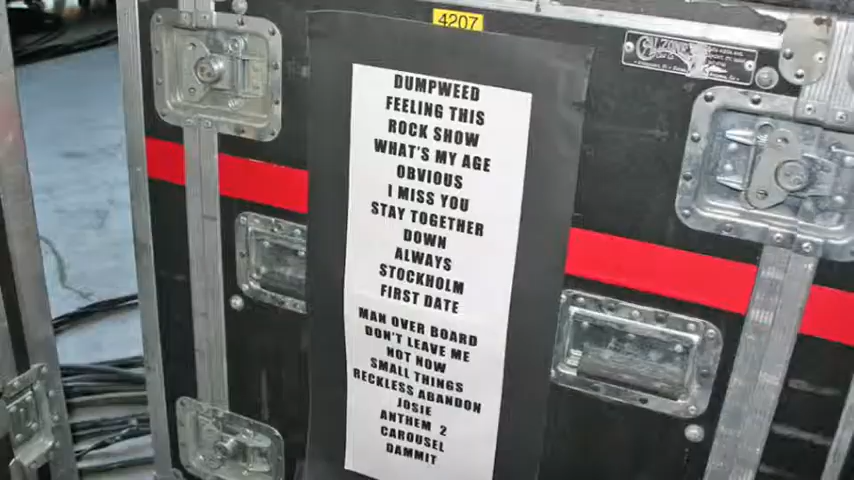 4207
CALZONE
DUMPWEED
FEELING THIS
ROCK SHOW
WHAT'S MY AGE
OBVIOUS
I MISS YOU
STAY TOGETHER
DOWN
ALWAYS
STOCKHOLM
FIRST DATE
MAN OVER BOARD
DON'T LEAVE ME
NOT NOW
SMALL THINGS
RECKLESS ABANDON
JOSIE
ANTHEM 2
CAROUSEL
DAMMIT